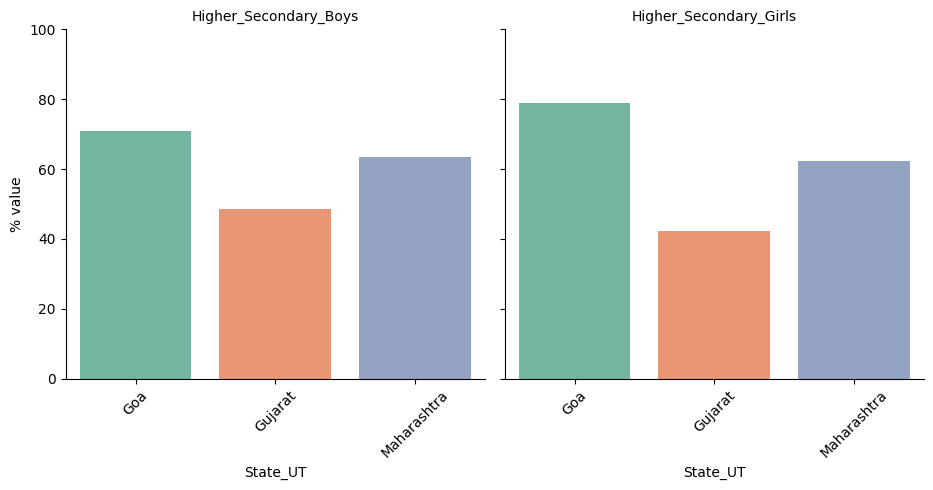 Higher_Secondary_Boys
Higher_Secondary_Girls
% value
100
80
60
40
20
0
Goa
Gujarat
Maharashtra
Goa
Gujarat
Maharashtra
State_UT
State_UT